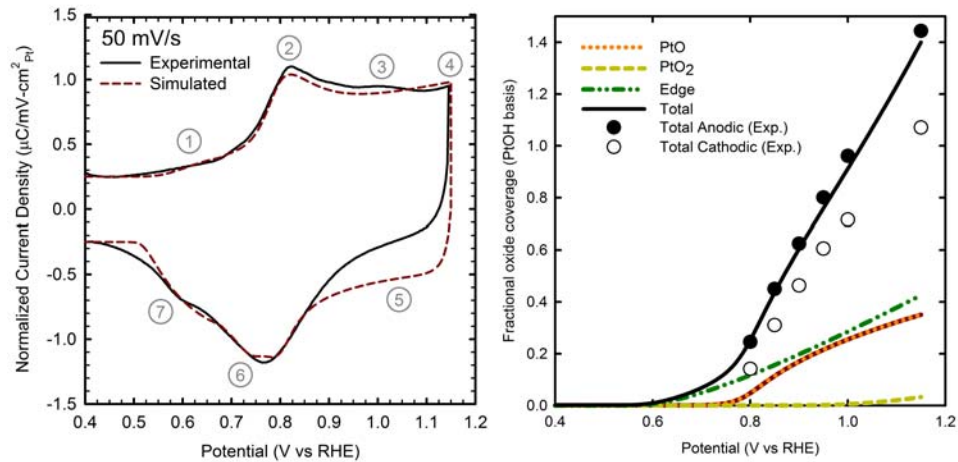 50 mV/s
Experimental
Simulated
1
2
3
4
5
6
7
1.5
1.0
0.5
0.0
-0.5
-1.0
-1.5
0.4 0.5 0.6 0.7 0.8 0.9 1.0 1.1 1.2
Normalized Current Density (μC/mV-cm²Pt)
Potential (V vs RHE)
PtO
PtO₂
Edge
Total
Total Anodic (Exp.)
Total Cathodic (Exp.)
1.4
1.2
1.0
0.8
0.6
0.4
0.2
0.0
0.4 0.6 0.8 1.0 1.2
Fractional oxide coverage (PtOH basis)
Potential (V vs RHE)